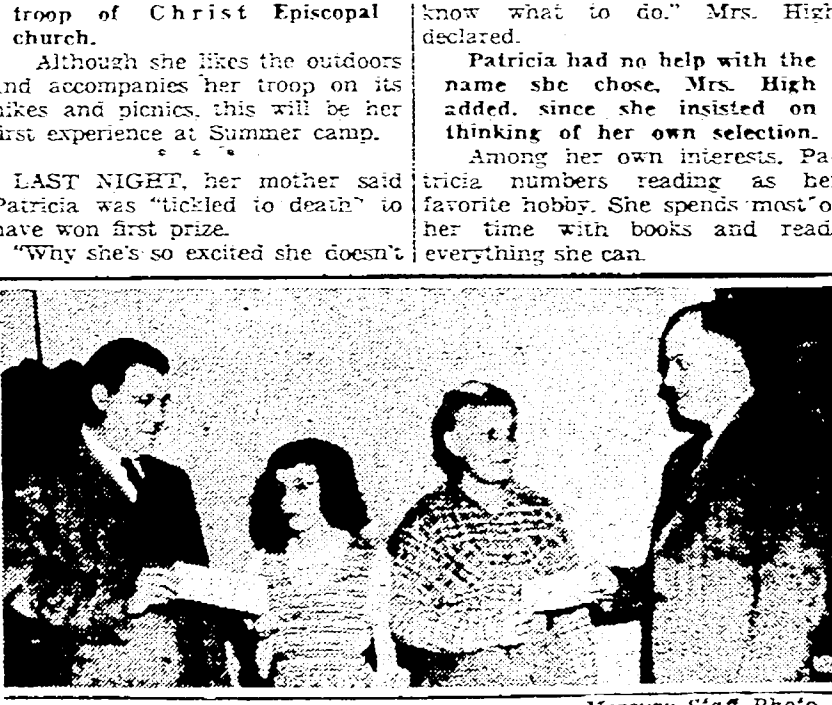 troop of Christ Episcopal
church.
Although she likes the outdoors
and accompanies her troop on its
hikes and picnics, this will be her
first experience at Summer camp.
* * *
LAST NIGHT, her mother said
Patricia was "tickled to death" to
have won first prize.
"Why she's so excited she doesn't
know what to do." Mrs. High
declared.
Patricia had no help with the
name she chose, Mrs. High
added, since she insisted on
thinking of her own selection.
Among her own interests, Pa-
tricia numbers reading as her
favorite hobby. She spends most of
her time with books and reads
everything she can.
Mercury Staff Photo